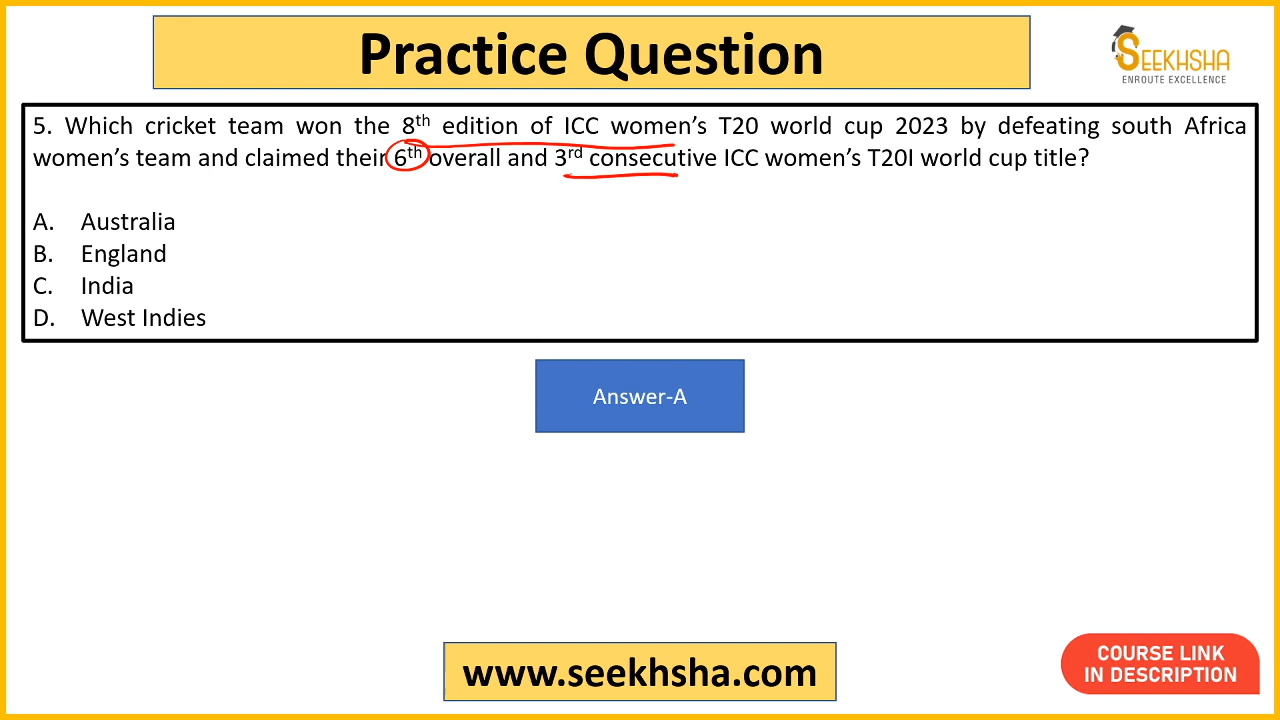 Practice Question
SEEKHSHA
ENROUTE EXCELLENCE
5. Which cricket team won the 8th edition of ICC women's T20 world cup 2023 by defeating south Africa
women's team and claimed their 6th overall and 3rd consecutive ICC women's T20I world cup title?
A. Australia
B. England
C. India
D. West Indies
Answer-A
www.seekhsha.com
COURSE LINK
IN DESCRIPTION